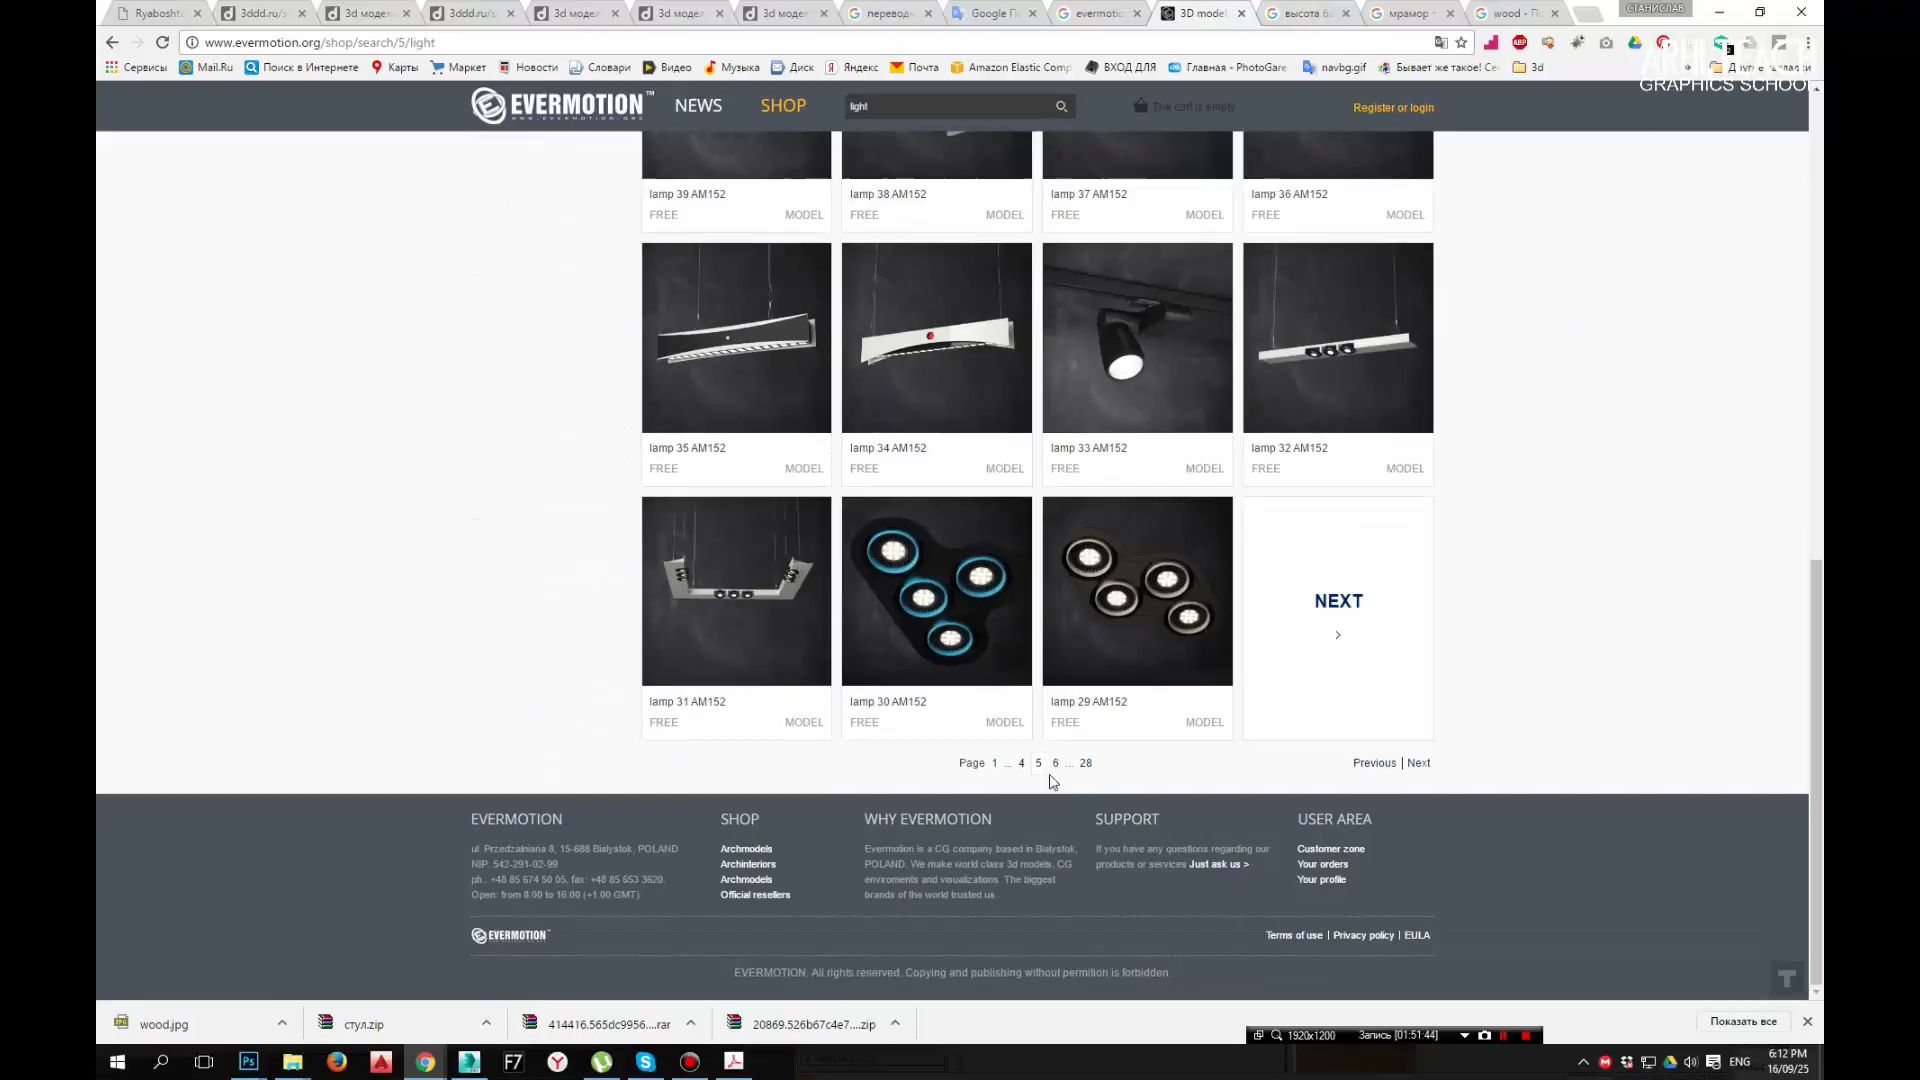 СТАНИСЛАВ
Ryabosht
3ddd.ru/s
3d модел
3ddd.ru/s
3d модел
3d модел
3d модел
переводч
Google П
evermotio
3D model
высота б
мрамор т
wood - П
www.evermotion.org/shop/search/5/light
ABP
Сервисы
Mail.Ru
Поиск в Интернете
Карты
Маркет
Новости
Словари
Видео
Музыка
Диск
Яндекс
Почта
Amazon Elastic Comp
ВХОД ДЛЯ
Главная - PhotoGare
navbg.gif
Бывает же такое! Се
3d
GRAPHICS SCHOOL
EVERMOTION™
NEWS
SHOP
light
The cart is empty
Register or login
lamp 39 AM152
lamp 38 AM152
lamp 37 AM152
lamp 36 AM152
FREE MODEL
FREE MODEL
FREE MODEL
FREE MODEL
lamp 35 AM152
lamp 34 AM152
lamp 33 AM152
lamp 32 AM152
FREE MODEL
FREE MODEL
FREE MODEL
FREE MODEL
NEXT
lamp 31 AM152
lamp 30 AM152
lamp 29 AM152
FREE MODEL
FREE MODEL
FREE MODEL
Page 1 ... 4 5 6 ... 28
Previous | Next
EVERMOTION
ul. Przedzalniana 8, 15-688 Bialystok, POLAND
NIP: 542-291-02-99
ph.: +48 85 674 50 05, fax: +48 85 653 3620.
Open: from 8:00 to 16:00 (+1.00 GMT)
SHOP
Archmodels
Archinteriors
Archmodels
Official resellers
WHY EVERMOTION
Evermotion is a CG company based in Bialystok,
POLAND. We make world class 3d models, CG
enviroments and visualizations. The biggest
brands of the world trusted us.
SUPPORT
If you have any questions regarding our
products or services Just ask us >
USER AREA
Customer zone
Your orders
Your profile
EVERMOTION™
Terms of use | Privacy policy | EULA
EVERMOTION. All rights reserved. Copying and publishing without permition is forbidden.
T
wood.jpg
стул.zip
414416.565dc9956....rar
20869.526b67c4e7....zip
Показать все
1920x1200
Запись [01:51:44]
Ps
F7
ENG
6:12 PM
16/09/25